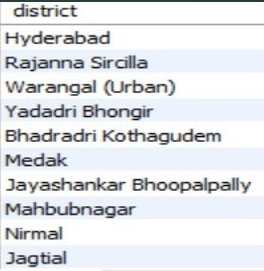 district
Hyderabad
Rajanna Sircilla
Warangal (Urban)
Yadadri Bhongir
Bhadradri Kothagudem
Medak
Jayashankar Bhoopalpally
Mahbubnagar
Nirmal
Jagtial